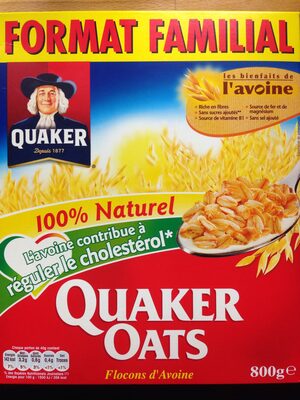 FORMAT FAMILIAL
les bienfaits de
l'avoine
• Riche en fibres
• Sans sucres ajoutés**
• Source de vitamine B1
• Source de fer et de
magnésium
• Sans sel ajouté
QUAKER
Depuis 1877
100% Naturel
L'avoine contribue à
réguler le cholestérol*
QUAKER
OATS
Flocons d'Avoine
800g e